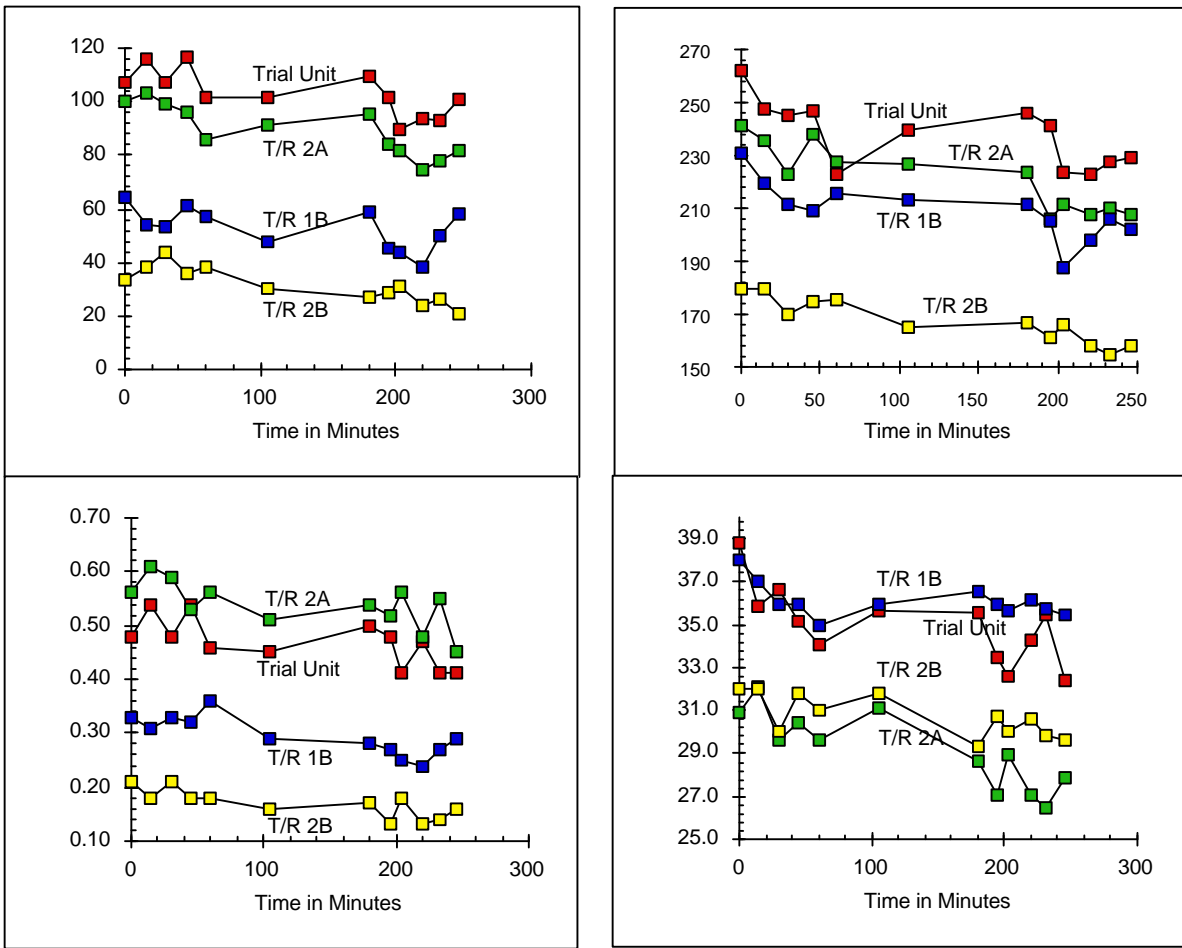 120
100
80
60
40
20
0
Trial Unit
T/R 2A
T/R 1B
T/R 2B
0 100 200 300
Time in Minutes
270
250
230
210
190
170
150
Trial Unit
T/R 2A
T/R 1B
T/R 2B
0 50 100 150 200 250
Time in Minutes
0.70
0.60
0.50
0.40
0.30
0.20
0.10
T/R 2A
Trial Unit
T/R 1B
T/R 2B
0 100 200 300
Time in Minutes
39.0
37.0
35.0
33.0
31.0
29.0
27.0
25.0
T/R 1B
Trial Unit
T/R 2B
T/R 2A
0 100 200 300
Time in Minutes